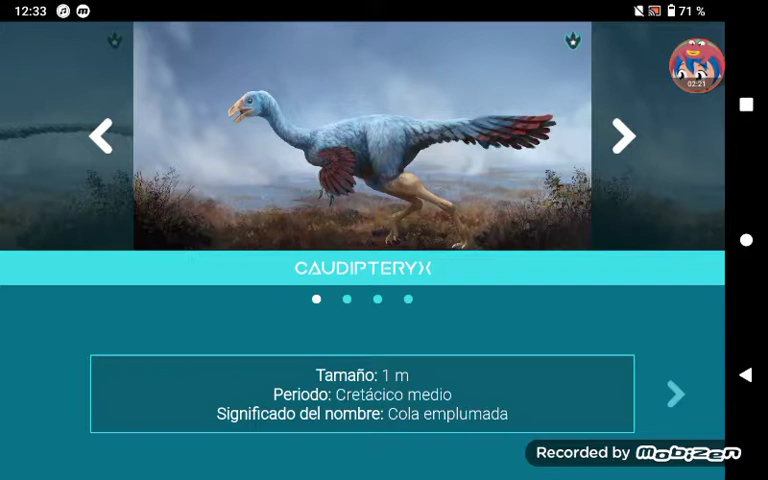 12:33
71 %
02:21
CAUDIPTERYX
Tamaño: 1 m
Periodo: Cretácico medio
Significado del nombre: Cola emplumada
Recorded by mobizen